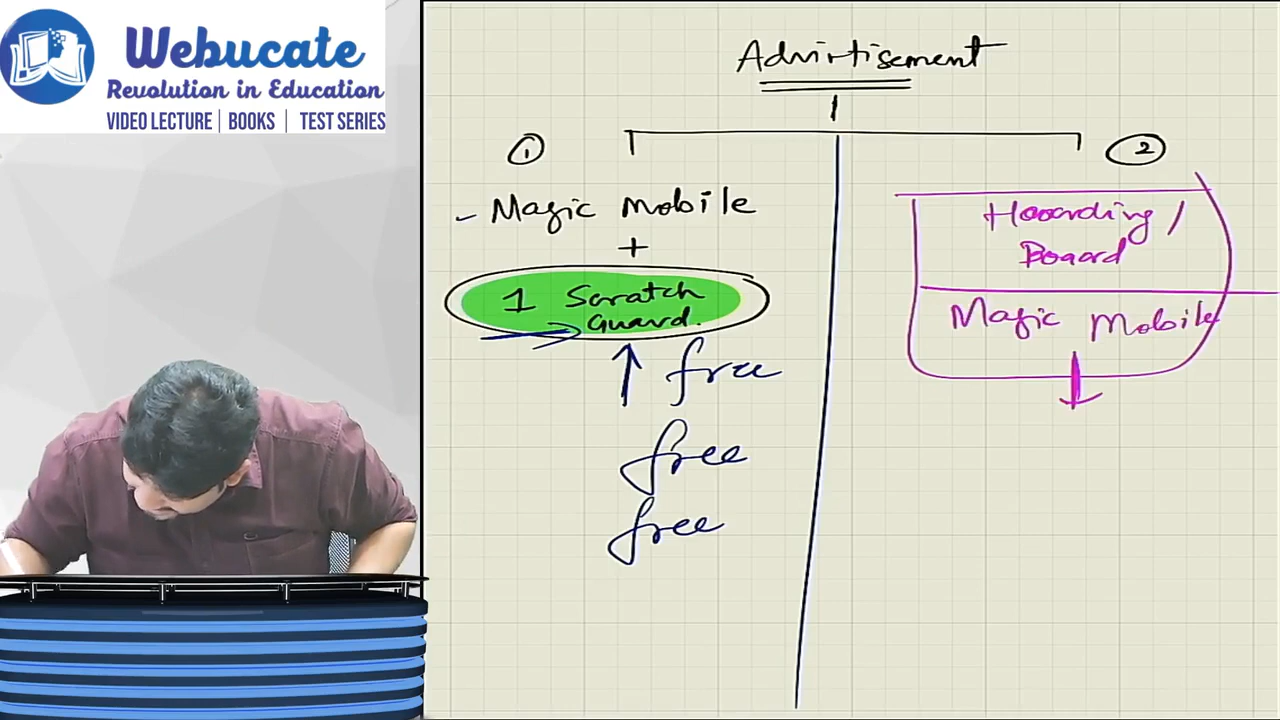 Webucate
Revolution in Education
VIDEO LECTURE | BOOKS | TEST SERIES
Advirtisement
1
2
- Magic Mobile
+
1 Scratch
Guard.
free
free
free
Hoarding /
Board
Magic Mobile